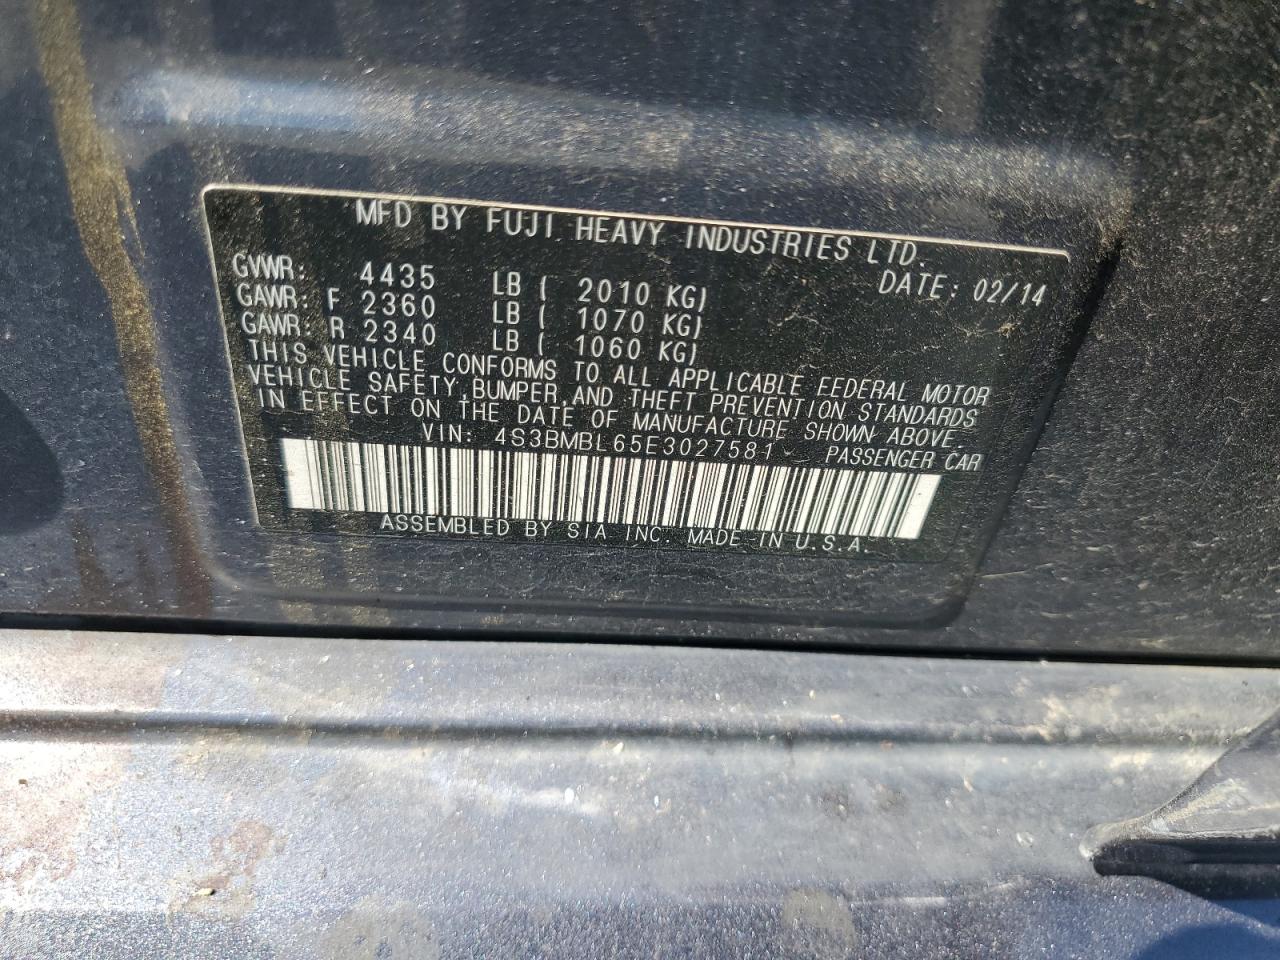 MFD BY FUJI HEAVY INDUSTRIES LTD.
DATE: 02/14
GVWR: 4435 LB ( 2010 KG)
GAWR: F 2360 LB ( 1070 KG)
GAWR: R 2340 LB ( 1060 KG)
THIS VEHICLE CONFORMS TO ALL APPLICABLE FEDERAL MOTOR
VEHICLE SAFETY, BUMPER, AND THEFT PREVENTION STANDARDS
IN EFFECT ON THE DATE OF MANUFACTURE SHOWN ABOVE.
VIN: 4S3BMBL65E3027581 PASSENGER CAR
ASSEMBLED BY SIA INC. MADE IN U.S.A.